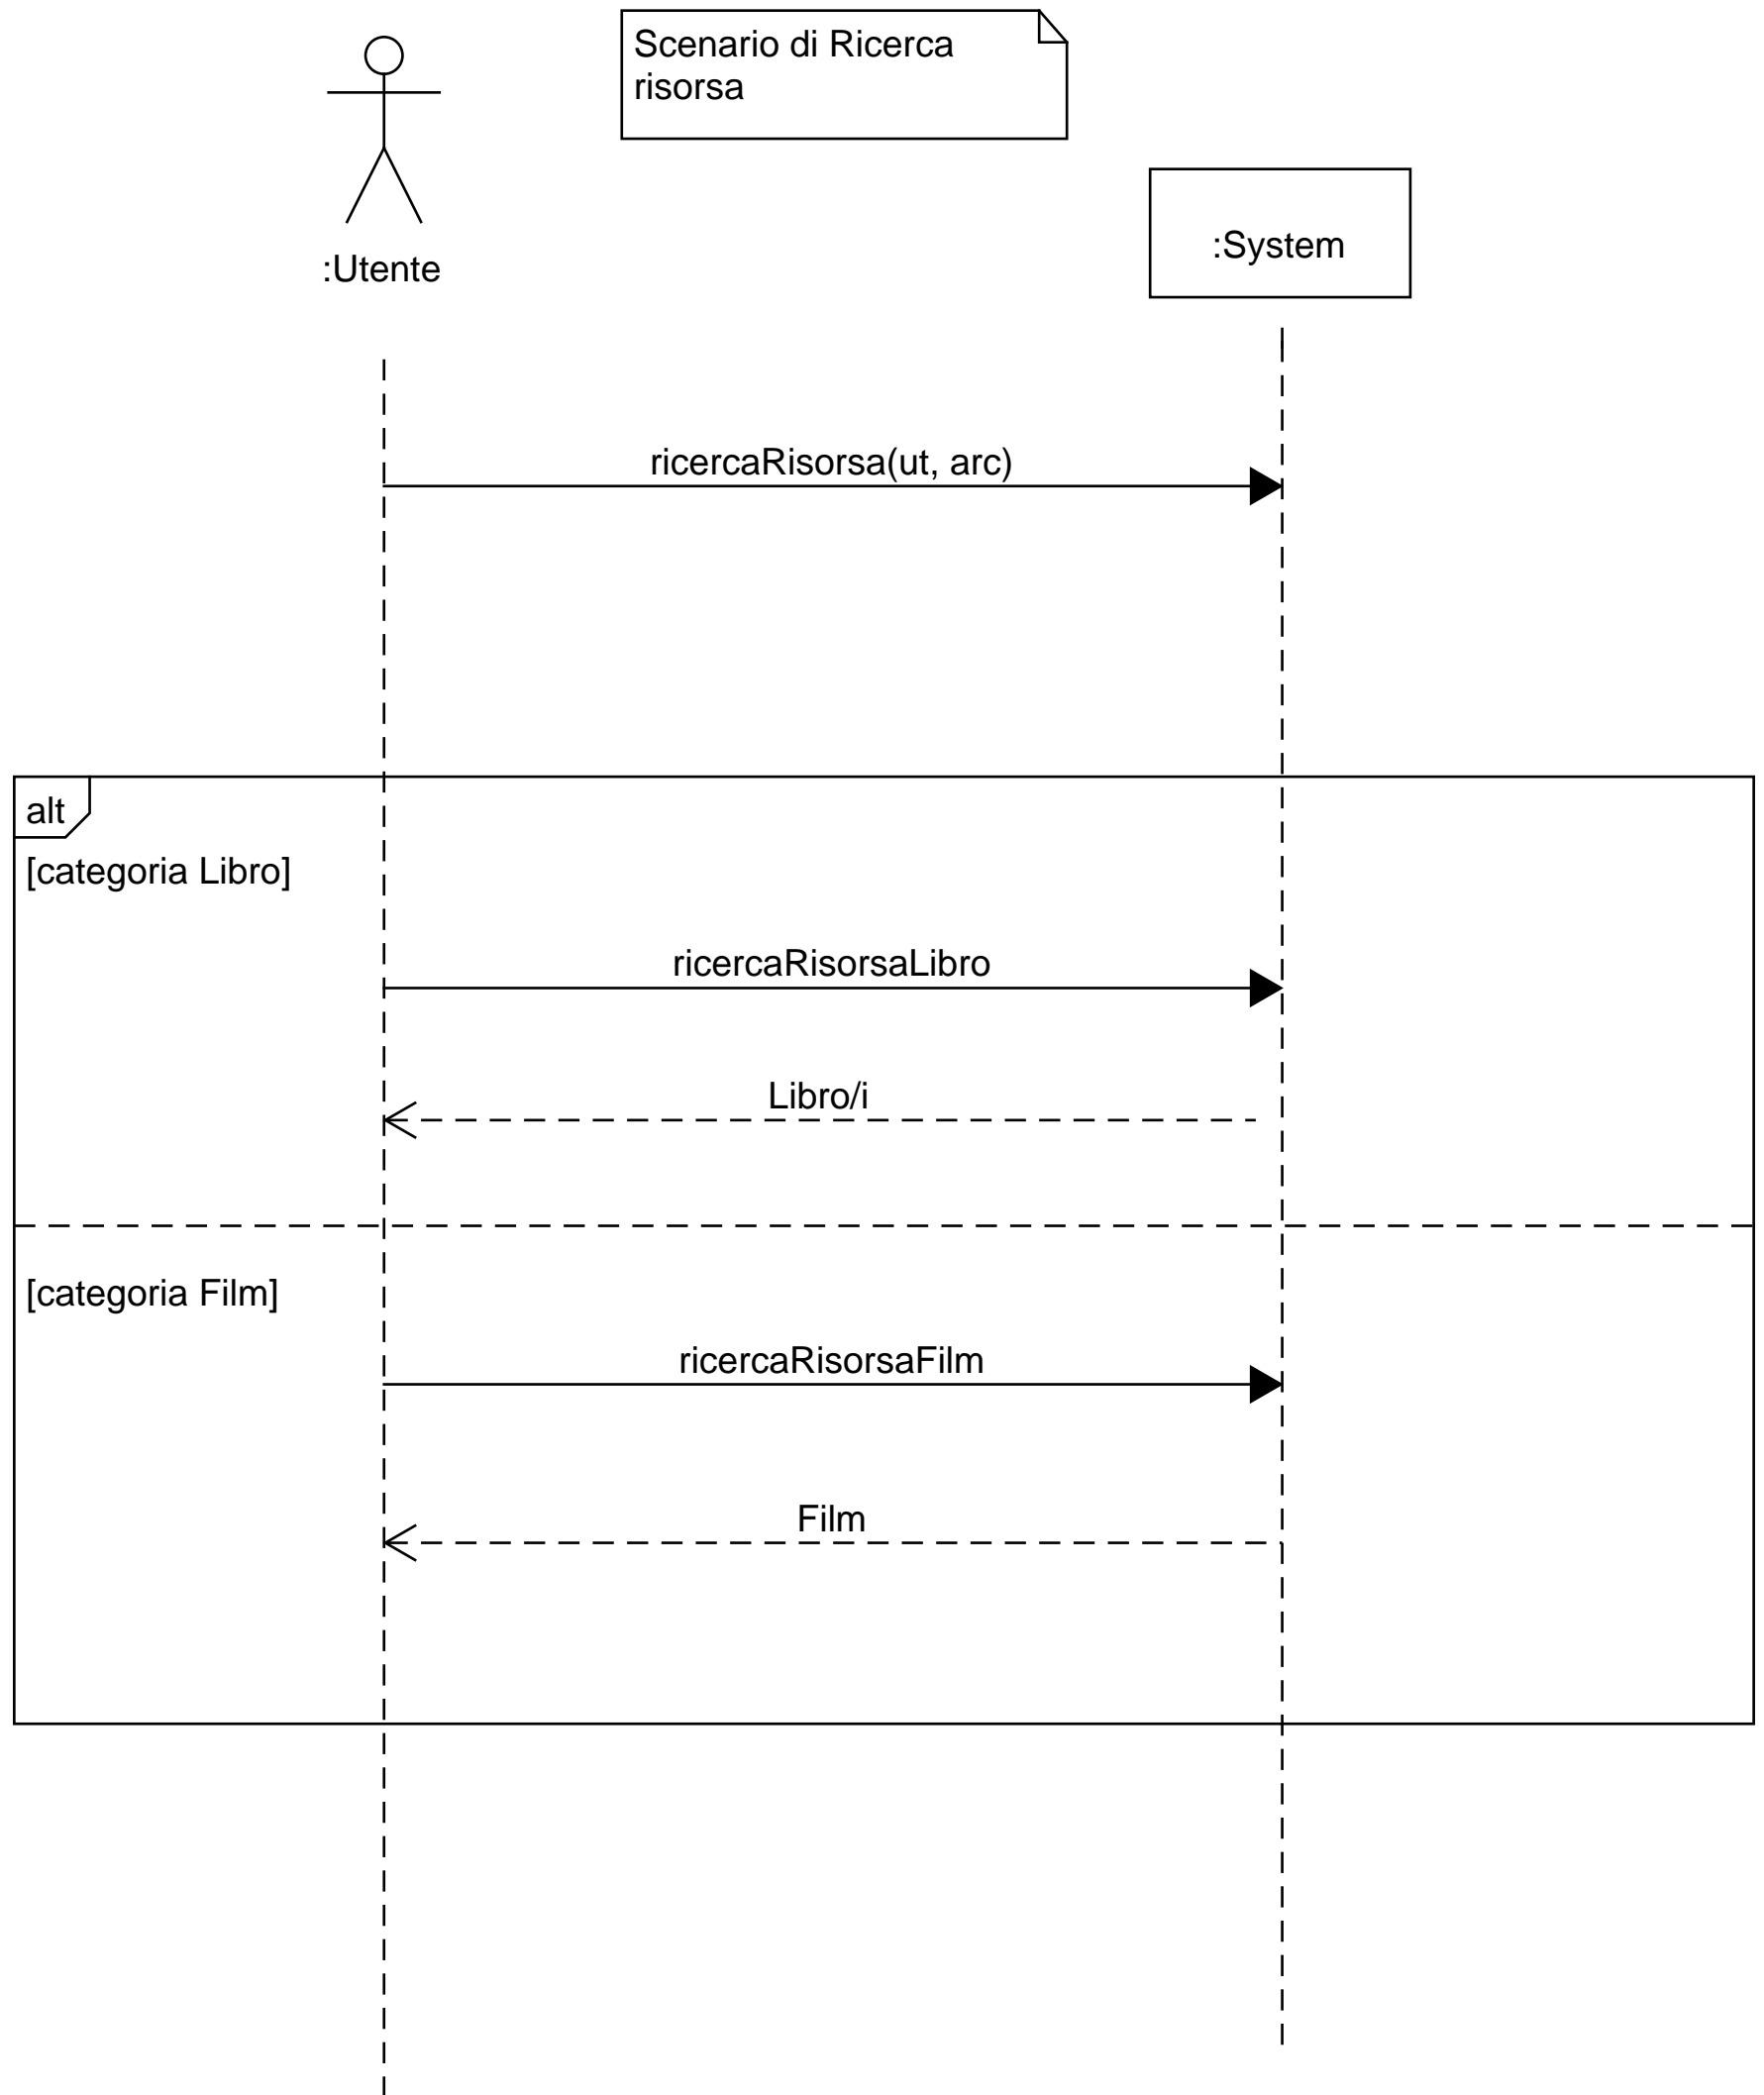 Scenario di Ricerca
risorsa
:Utente
:System
ricercaRisorsa(ut, arc)
alt
[categoria Libro]
ricercaRisorsaLibro
Libro/i
[categoria Film]
ricercaRisorsaFilm
Film